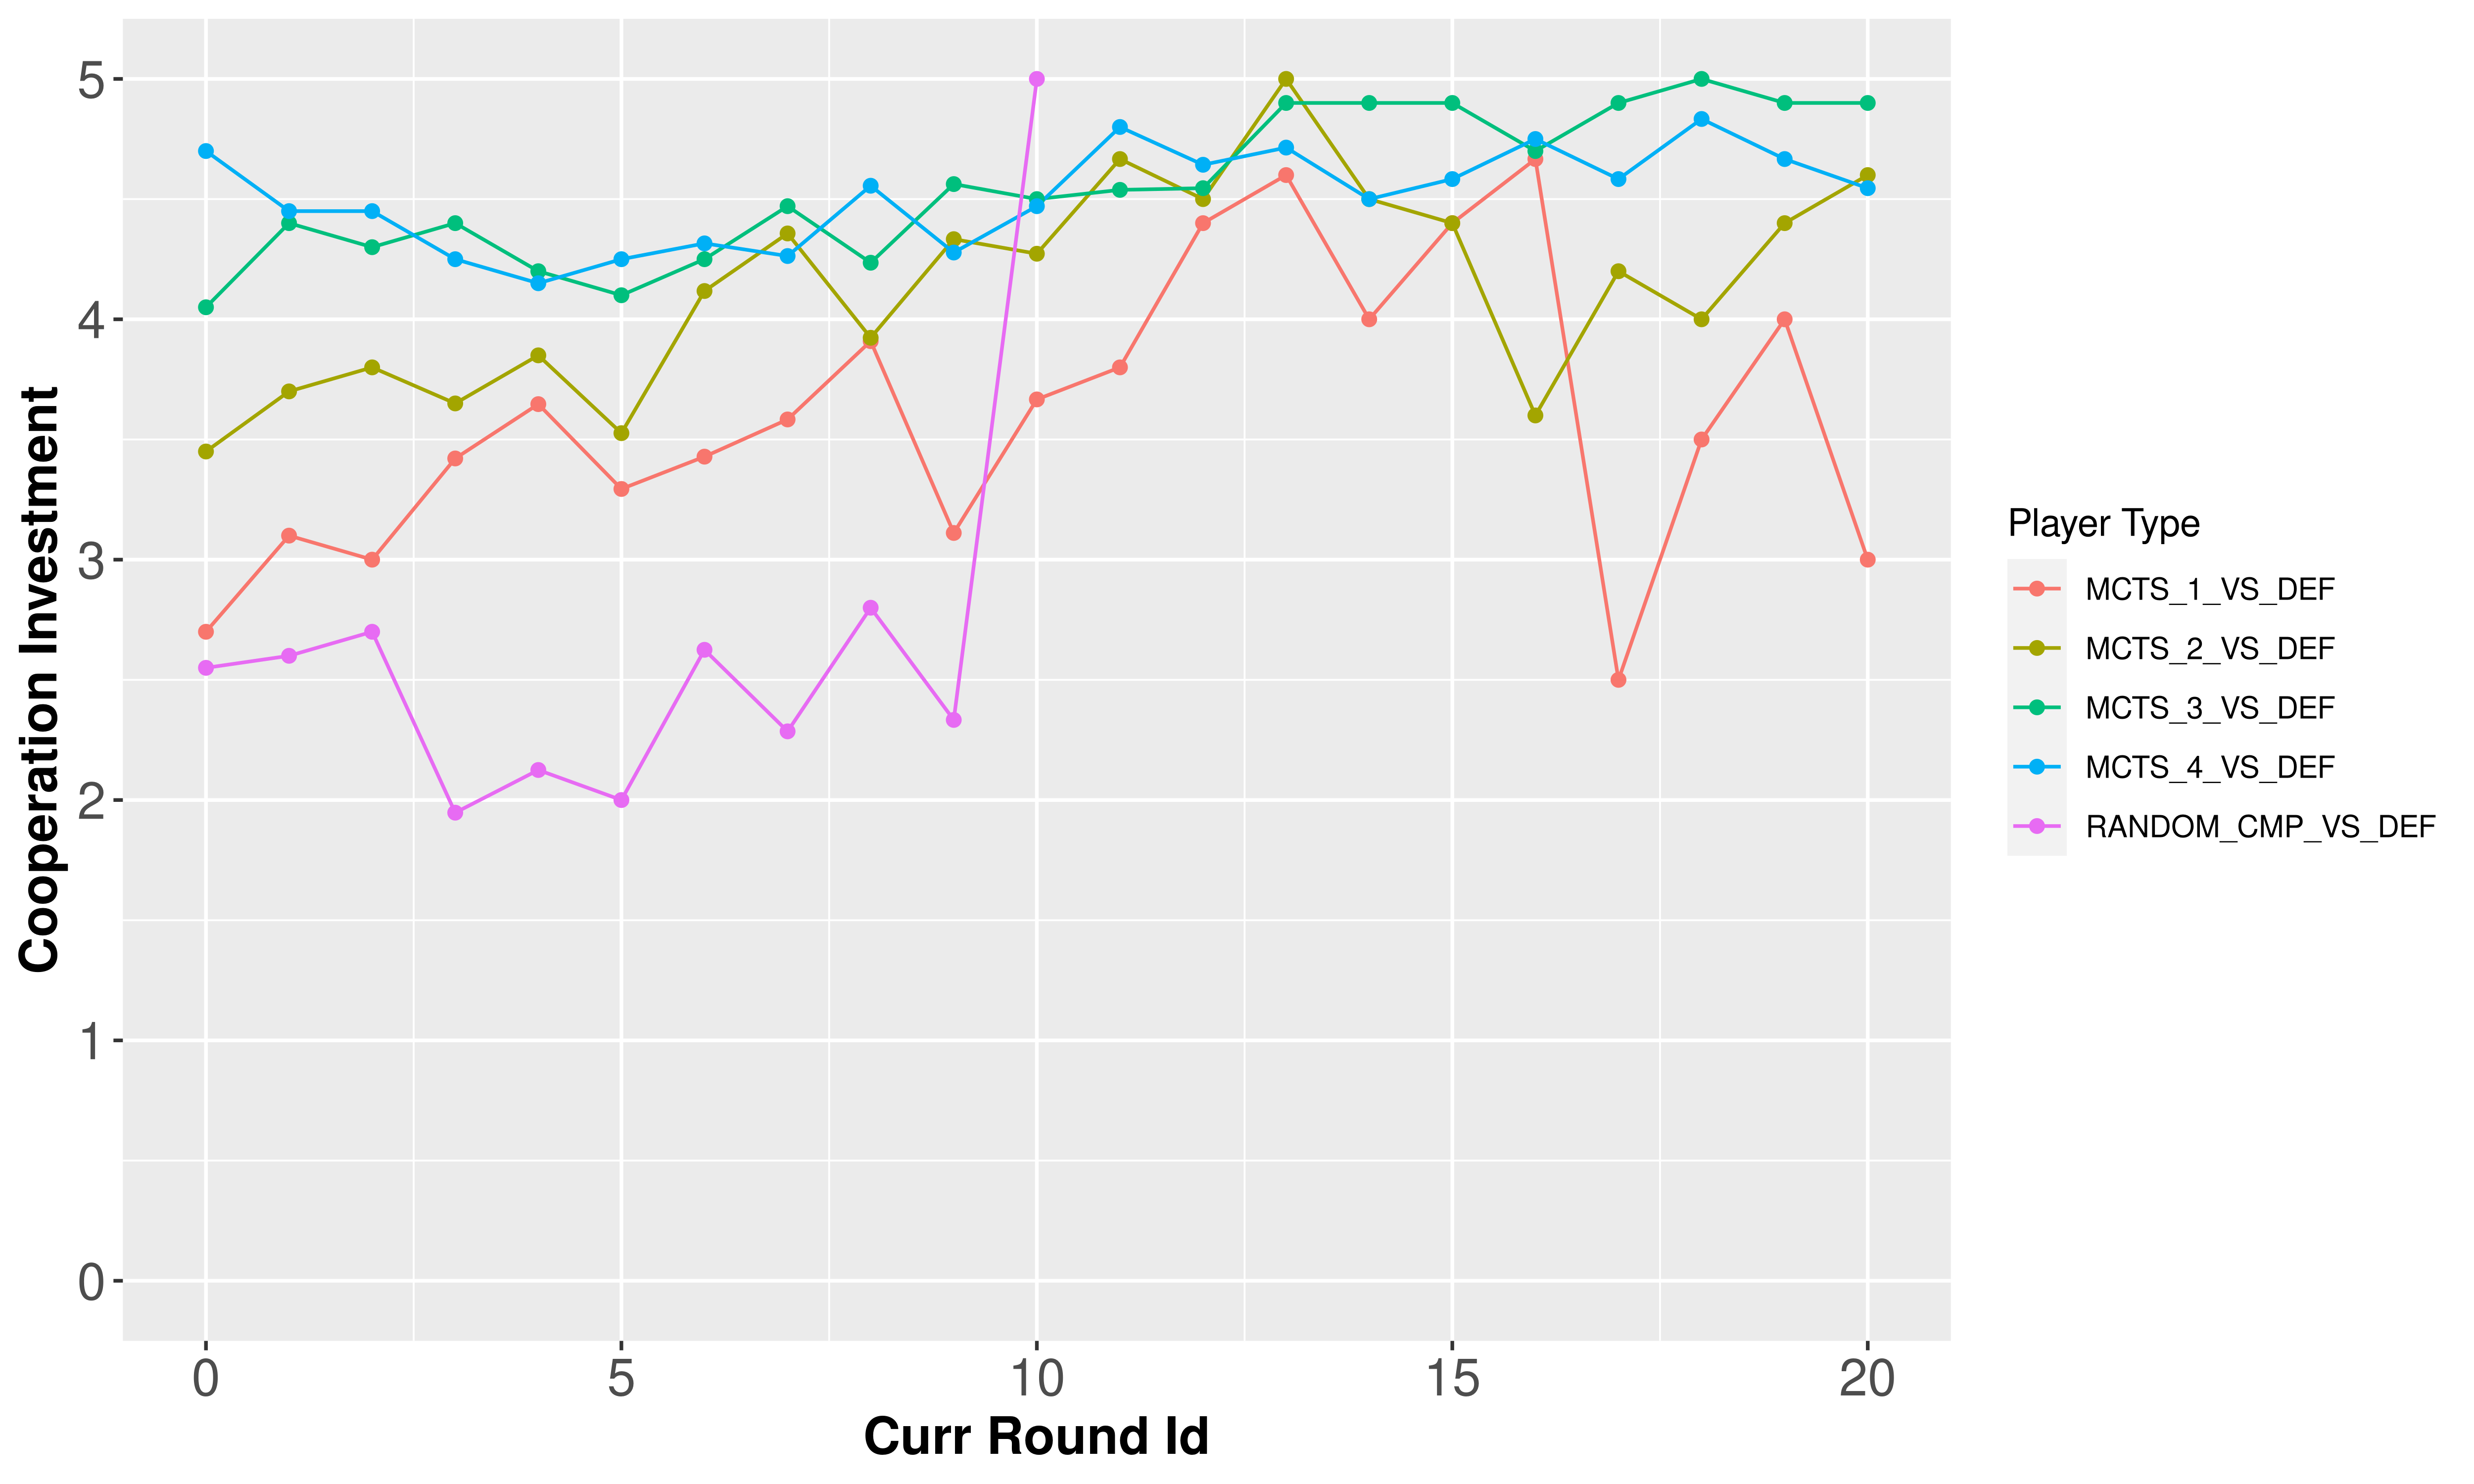 Cooperation Investment
5
4
3
2
1
0
0 5 10 15 20
Curr Round Id
Player Type
MCTS_1_VS_DEF
MCTS_2_VS_DEF
MCTS_3_VS_DEF
MCTS_4_VS_DEF
RANDOM_CMP_VS_DEF